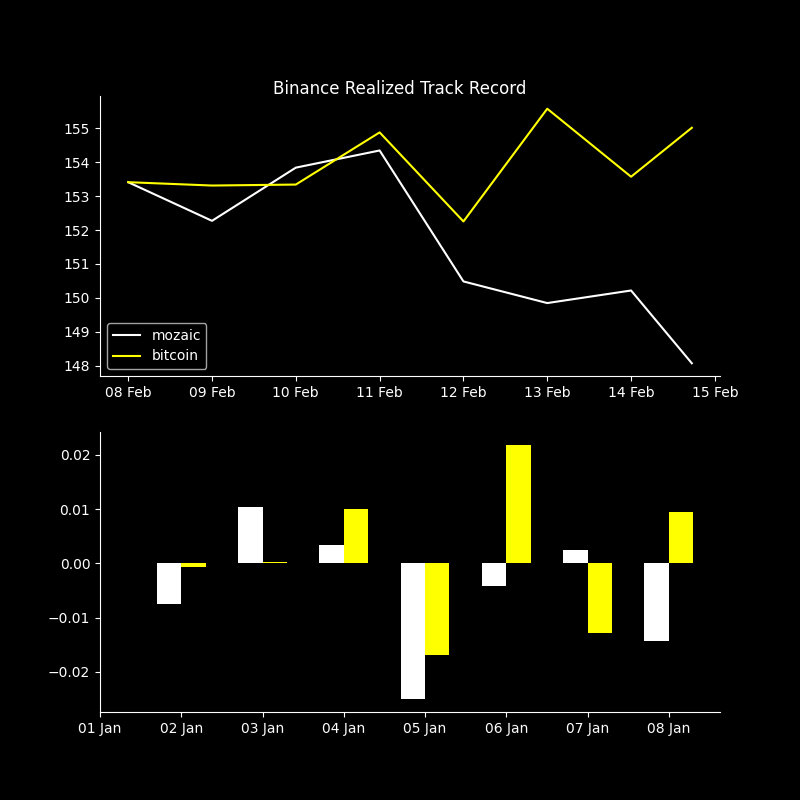 Binance Realized Track Record
155
154
153
152
151
150
149
148
mozaic
bitcoin
08 Feb 09 Feb 10 Feb 11 Feb 12 Feb 13 Feb 14 Feb 15 Feb
0.02
0.01
0.00
−0.01
−0.02
01 Jan 02 Jan 03 Jan 04 Jan 05 Jan 06 Jan 07 Jan 08 Jan